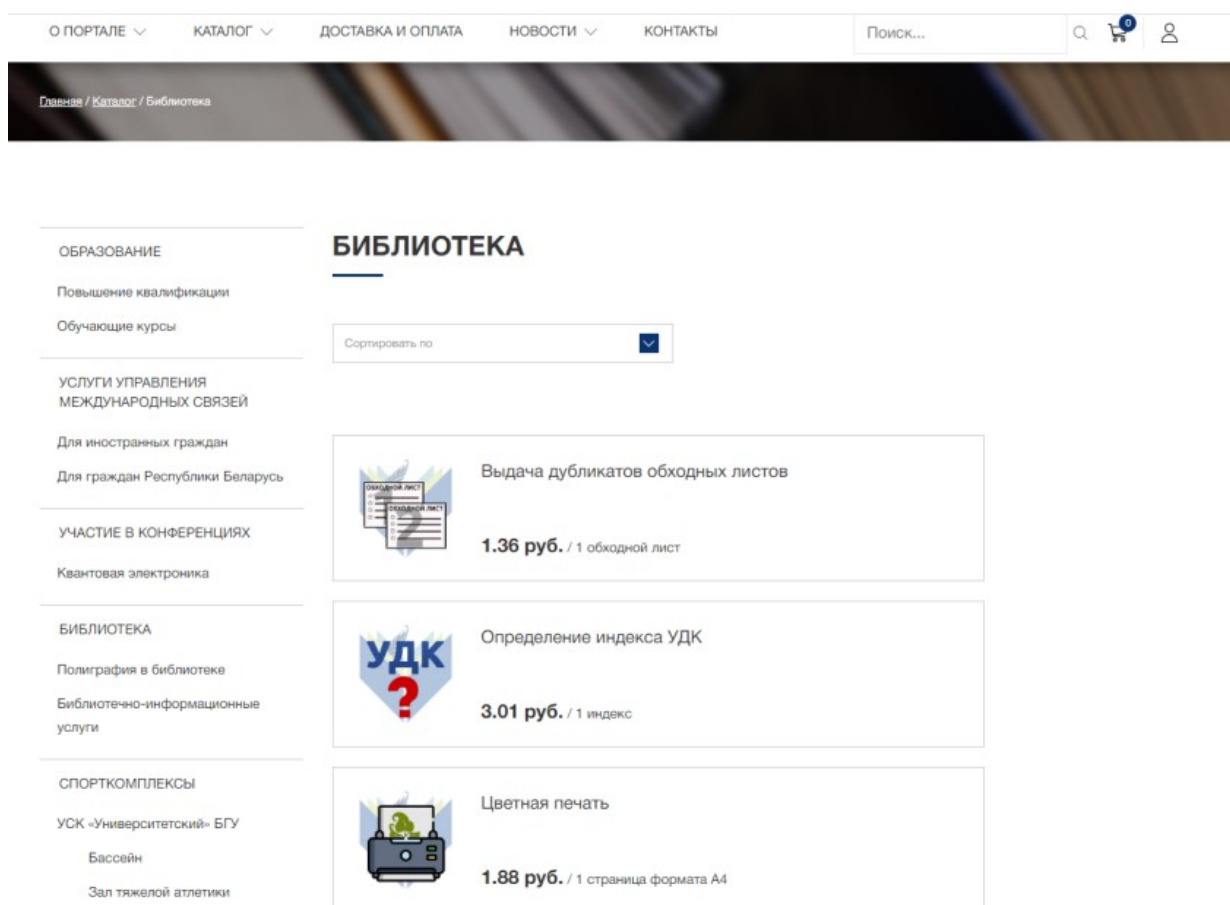 О ПОРТАЛЕ КАТАЛОГ ДОСТАВКА И ОПЛАТА НОВОСТИ КОНТАКТЫ Поиск... 0
Главная / Каталог / Библиотека
ОБРАЗОВАНИЕ
Повышение квалификации
Обучающие курсы
УСЛУГИ УПРАВЛЕНИЯ
МЕЖДУНАРОДНЫХ СВЯЗЕЙ
Для иностранных граждан
Для граждан Республики Беларусь
УЧАСТИЕ В КОНФЕРЕНЦИЯХ
Квантовая электроника
БИБЛИОТЕКА
Полиграфия в библиотеке
Библиотечно-информационные
услуги
СПОРТКОМПЛЕКСЫ
УСК «Университетский» БГУ
Бассейн
Зал тяжелой атлетики
БИБЛИОТЕКА
Сортировать по
ОБХОДНОЙ ЛИСТ
1
ОБХОДНОЙ ЛИСТ
2
Выдача дубликатов обходных листов
1.36 руб. / 1 обходной лист
УДК
?
Определение индекса УДК
3.01 руб. / 1 индекс
Цветная печать
1.88 руб. / 1 страница формата А4